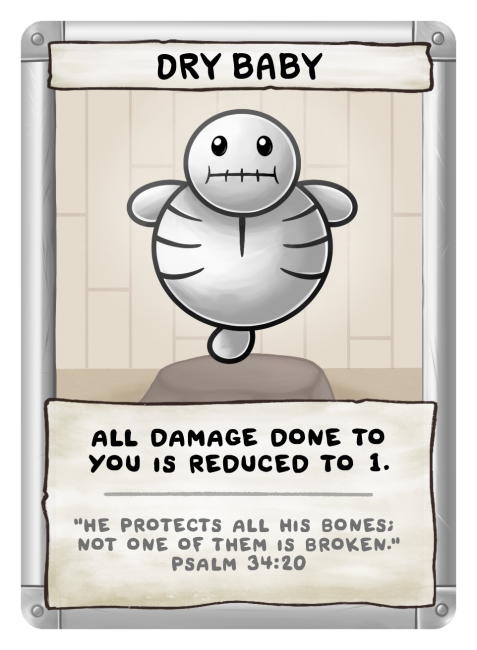 DRY BABY
ALL DAMAGE DONE TO
YOU IS REDUCED TO 1.
"HE PROTECTS ALL HIS BONES;
NOT ONE OF THEM IS BROKEN."
PSALM 34:20